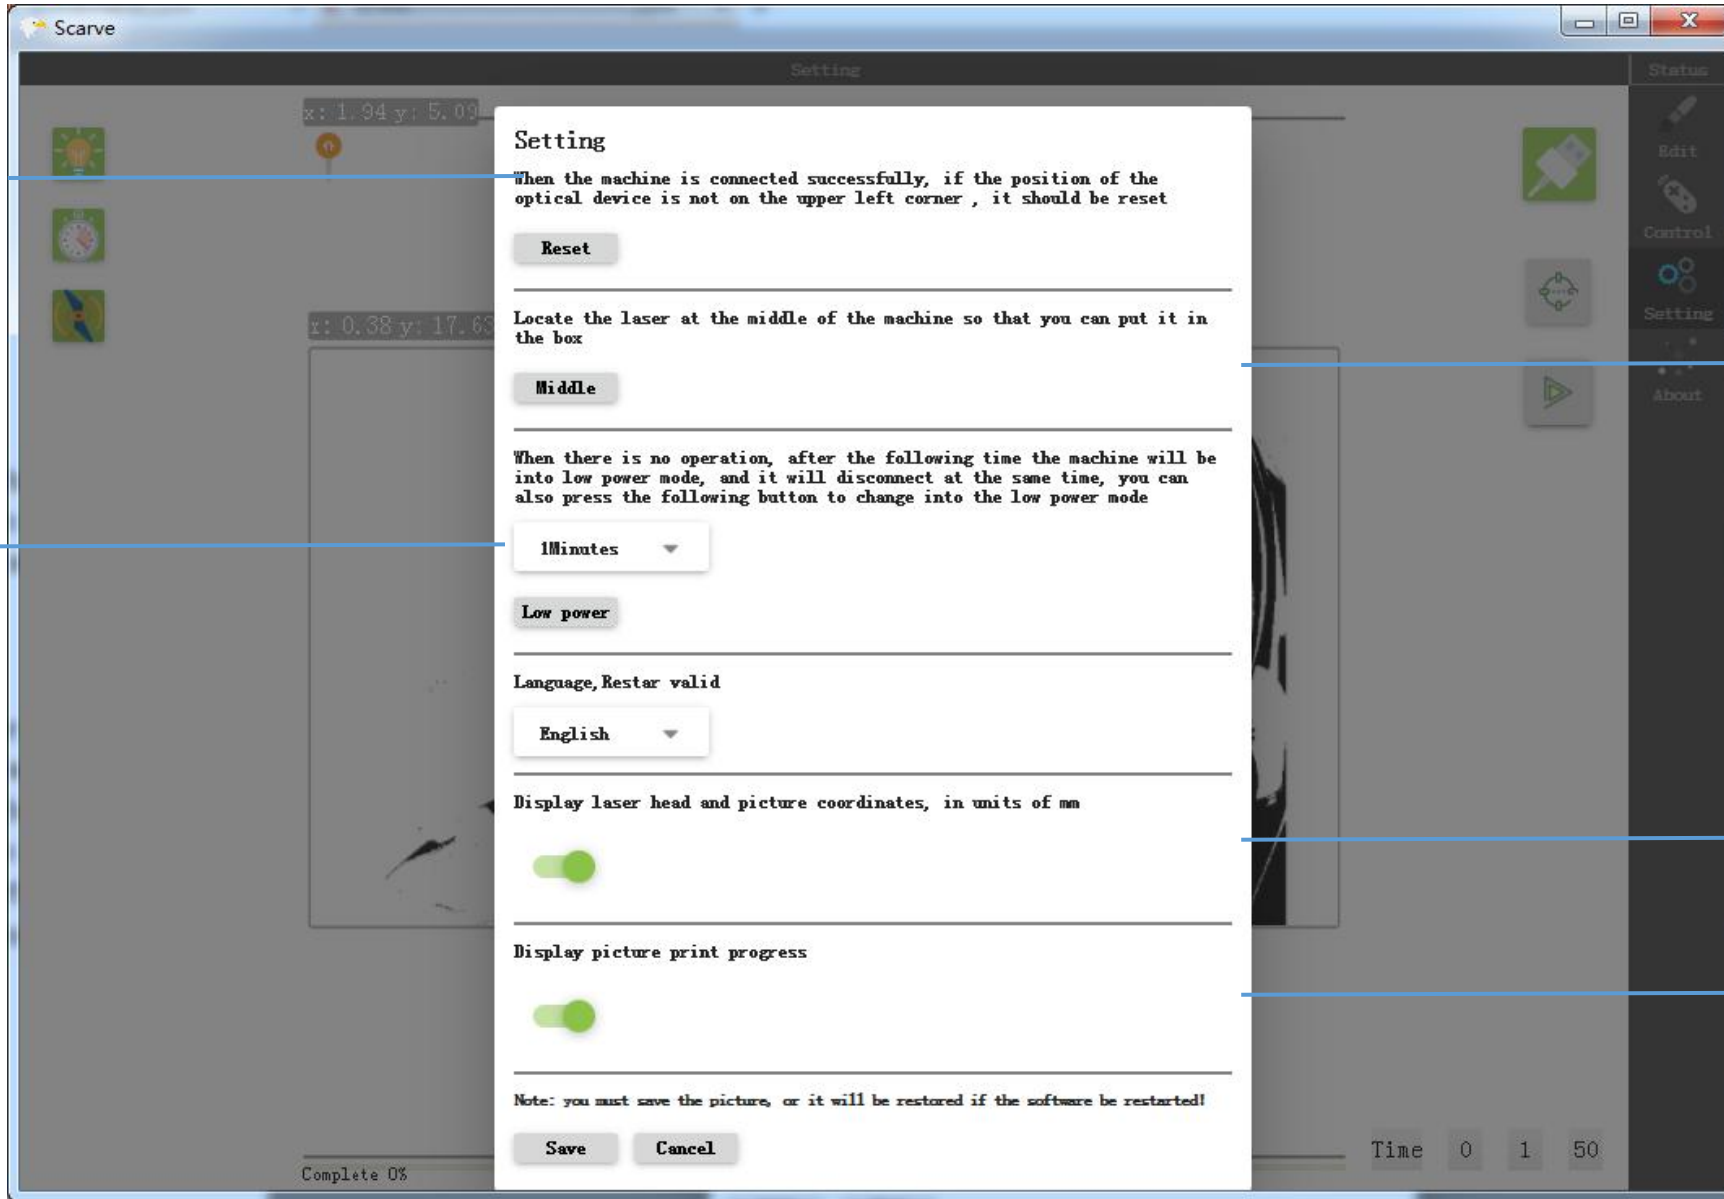 Scarve
Setting
Status
x: 1.94 y: 5.09
Edit
Control
Setting
About
x: 0.38 y: 17.63
Setting
When the machine is connected successfully, if the position of the
optical device is not on the upper left corner , it should be reset
Reset
Locate the laser at the middle of the machine so that you can put it in
the box
Middle
When there is no operation, after the following time the machine will be
into low power mode, and it will disconnect at the same time, you can
also press the following button to change into the low power mode
1Minutes
Low power
Language,Restar valid
English
Display laser head and picture coordinates, in units of mm
Display picture print progress
Note: you must save the picture, or it will be restored if the software be restarted!
Save Cancel
Time 0 1 50
Complete 0%